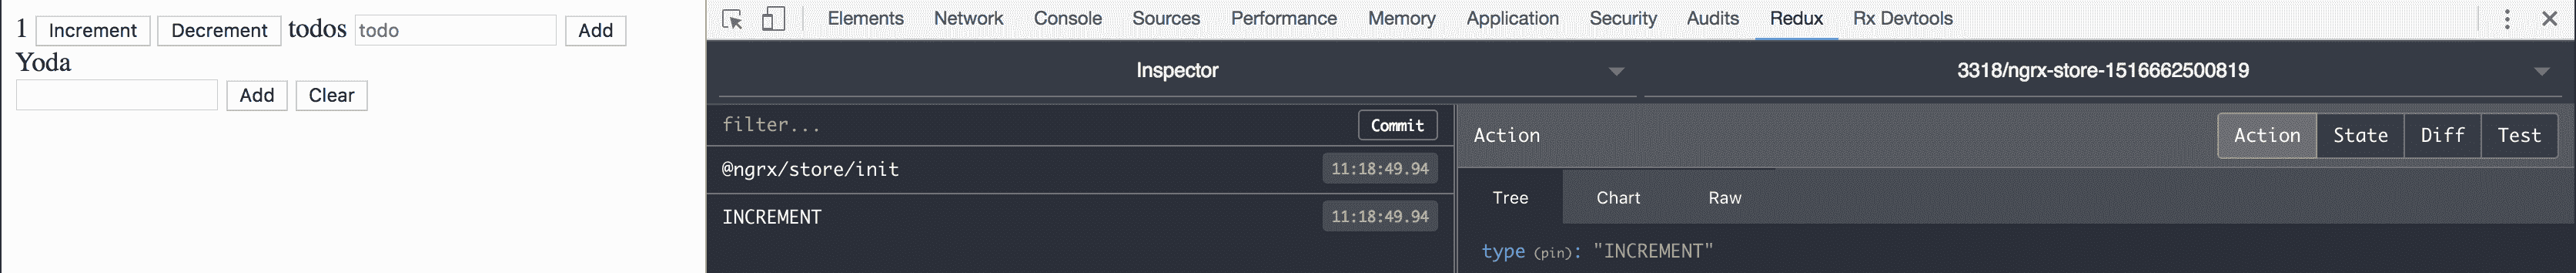 1 Increment Decrement todos todo Add
Yoda
Add Clear
Elements Network Console Sources Performance Memory Application Security Audits Redux Rx Devtools
Inspector 3318/ngrx-store-1516662500819
filter... Commit
@ngrx/store/init 11:18:49.94
INCREMENT 11:18:49.94
Action Action State Diff Test
Tree Chart Raw
type (pin): "INCREMENT"